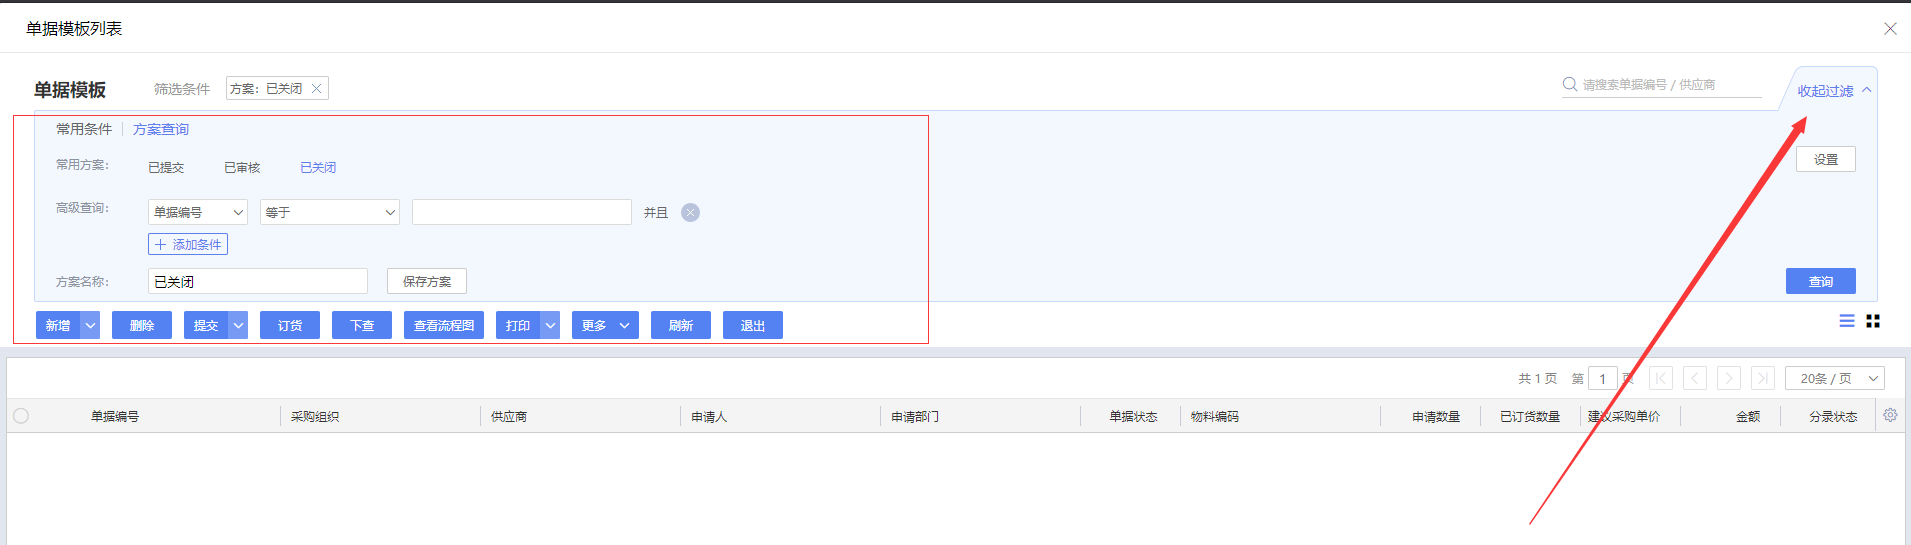 单据模板列表
单据模板 筛选条件 方案：已关闭 请搜索单据编号 / 供应商 收起过滤
常用条件 方案查询
常用方案： 已提交 已审核 已关闭 设置
高级查询： 单据编号 等于 并且
添加条件
方案名称： 已关闭 保存方案 查询
新增 删除 提交 订货 下查 查看流程图 打印 更多 刷新 退出
共 1 页 第 1 页 20条 / 页
单据编号 采购组织 供应商 申请人 申请部门 单据状态 物料编码 申请数量 已订货数量 建议采购单价 金额 分录状态